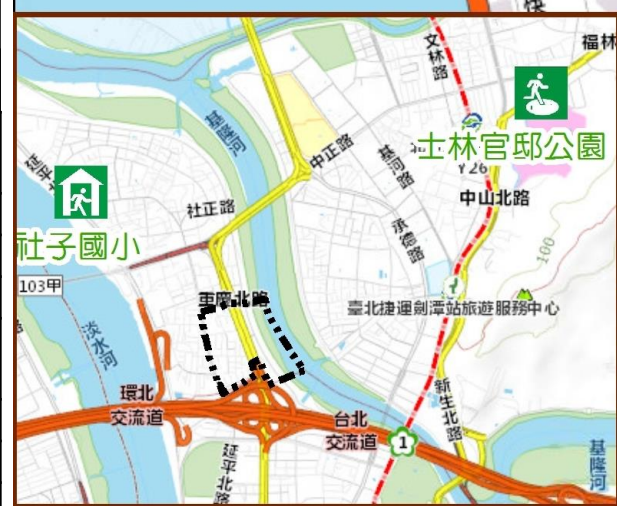 快
福林
文林路
基隆河
中正路
基河路
士林官邸公園
延平
Y26
社正路
中山北路
承德路
社子國小
100
103甲
重慶北路
臺北捷運劍潭站旅遊服務中心
淡水河
環北
交流道
台北
交流道
1
新生北路
延平北路
基隆河